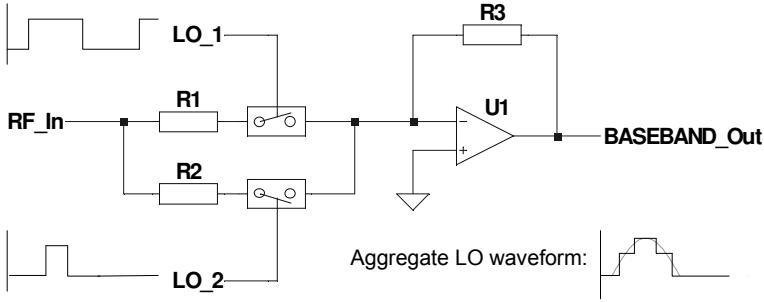 R3
LO_1
R1
U1
RF_In
BASEBAND_Out
R2
Aggregate LO waveform:
LO_2